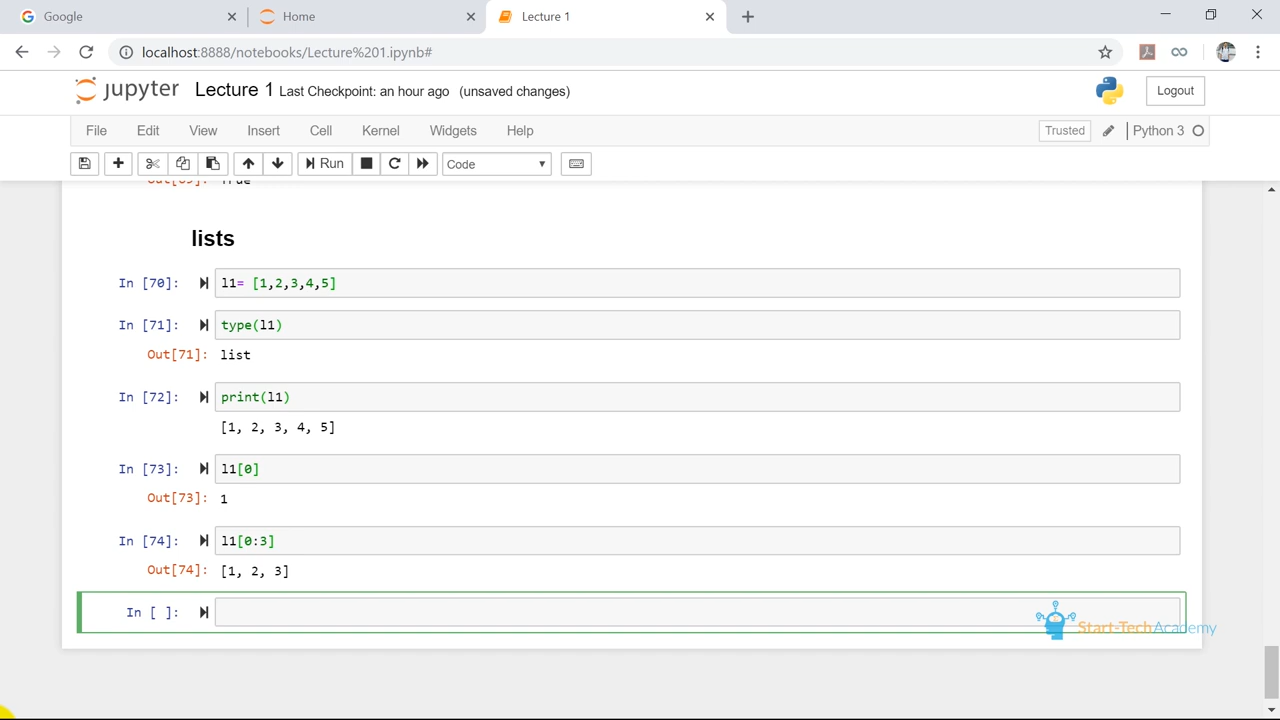 Google
Home
Lecture 1
localhost:8888/notebooks/Lecture%201.ipynb#
jupyter Lecture 1 Last Checkpoint: an hour ago (unsaved changes)
Logout
File Edit View Insert Cell Kernel Widgets Help
Trusted
Python 3
Run
Code
Out[69]: True
lists
In [70]: l1= [1,2,3,4,5]
In [71]: type(l1)
Out[71]: list
In [72]: print(l1)
[1, 2, 3, 4, 5]
In [73]: l1[0]
Out[73]: 1
In [74]: l1[0:3]
Out[74]: [1, 2, 3]
In [ ]:
Start-TechAcademy